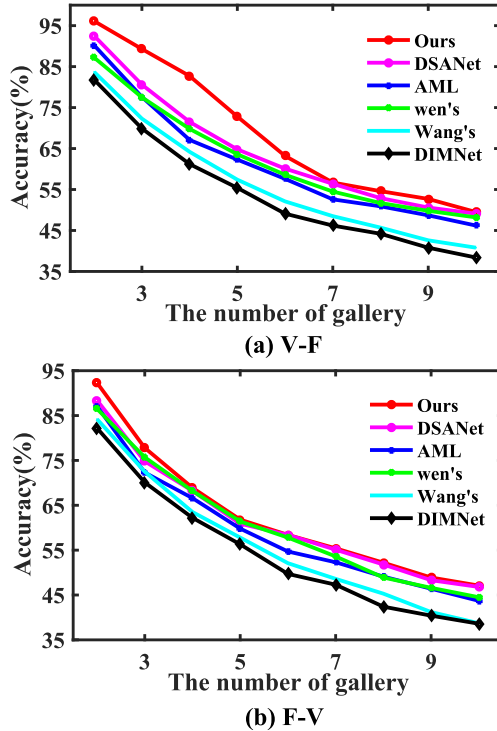 95
85
75
65
55
45
35
Accuracy(%)
Ours
DSANet
AML
wen's
Wang's
DIMNet
3 5 7 9
The number of gallery
(a) V-F
95
85
75
65
55
45
35
Accuracy(%)
Ours
DSANet
AML
wen's
Wang's
DIMNet
3 5 7 9
The number of gallery
(b) F-V